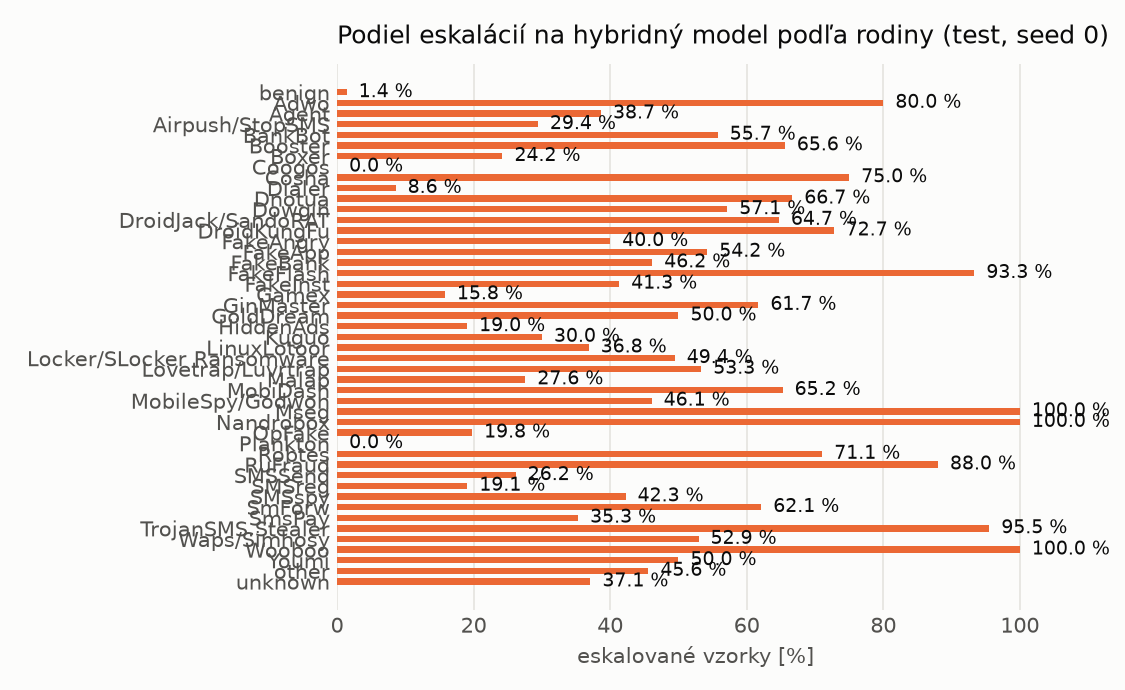 Podiel eskalácií na hybridný model podľa rodiny (test, seed 0)
benign 1.4 %
Adwo 80.0 %
Agent 38.7 %
Airpush/StopSMS 29.4 %
BankBot 55.7 %
Booster 65.6 %
Boxer 24.2 %
Coogos 0.0 %
Cosha 75.0 %
Dialer 8.6 %
Dnotua 66.7 %
Dowgin 57.1 %
DroidJack/SandoRAT 64.7 %
DroidKungFu 72.7 %
FakeAngry 40.0 %
FakeApp 54.2 %
FakeBank 46.2 %
FakeFlash 93.3 %
FakeInst 41.3 %
Gamex 15.8 %
GinMaster 61.7 %
GoldDream 50.0 %
HiddenAds 19.0 %
Kuguo 30.0 %
LinuxLotoor 36.8 %
Locker/SLocker Ransomware 49.4 %
Lovetrap/Luvrtrap 53.3 %
Malap 27.6 %
MobiDash 65.2 %
MobileSpy/Godwon 46.1 %
Mseg 100.0 %
Nandrobox 100.0 %
OpFake 19.8 %
Plankton 0.0 %
Robtes 71.1 %
RuFraud 88.0 %
SMSSend 26.2 %
SMSreg 19.1 %
SMSspy 42.3 %
SmForw 62.1 %
SmsPay 35.3 %
TrojanSMS.Stealer 95.5 %
Waps/Simhosy 52.9 %
Wooboo 100.0 %
Youmi 50.0 %
other 45.6 %
unknown 37.1 %
0 20 40 60 80 100
eskalované vzorky [%]